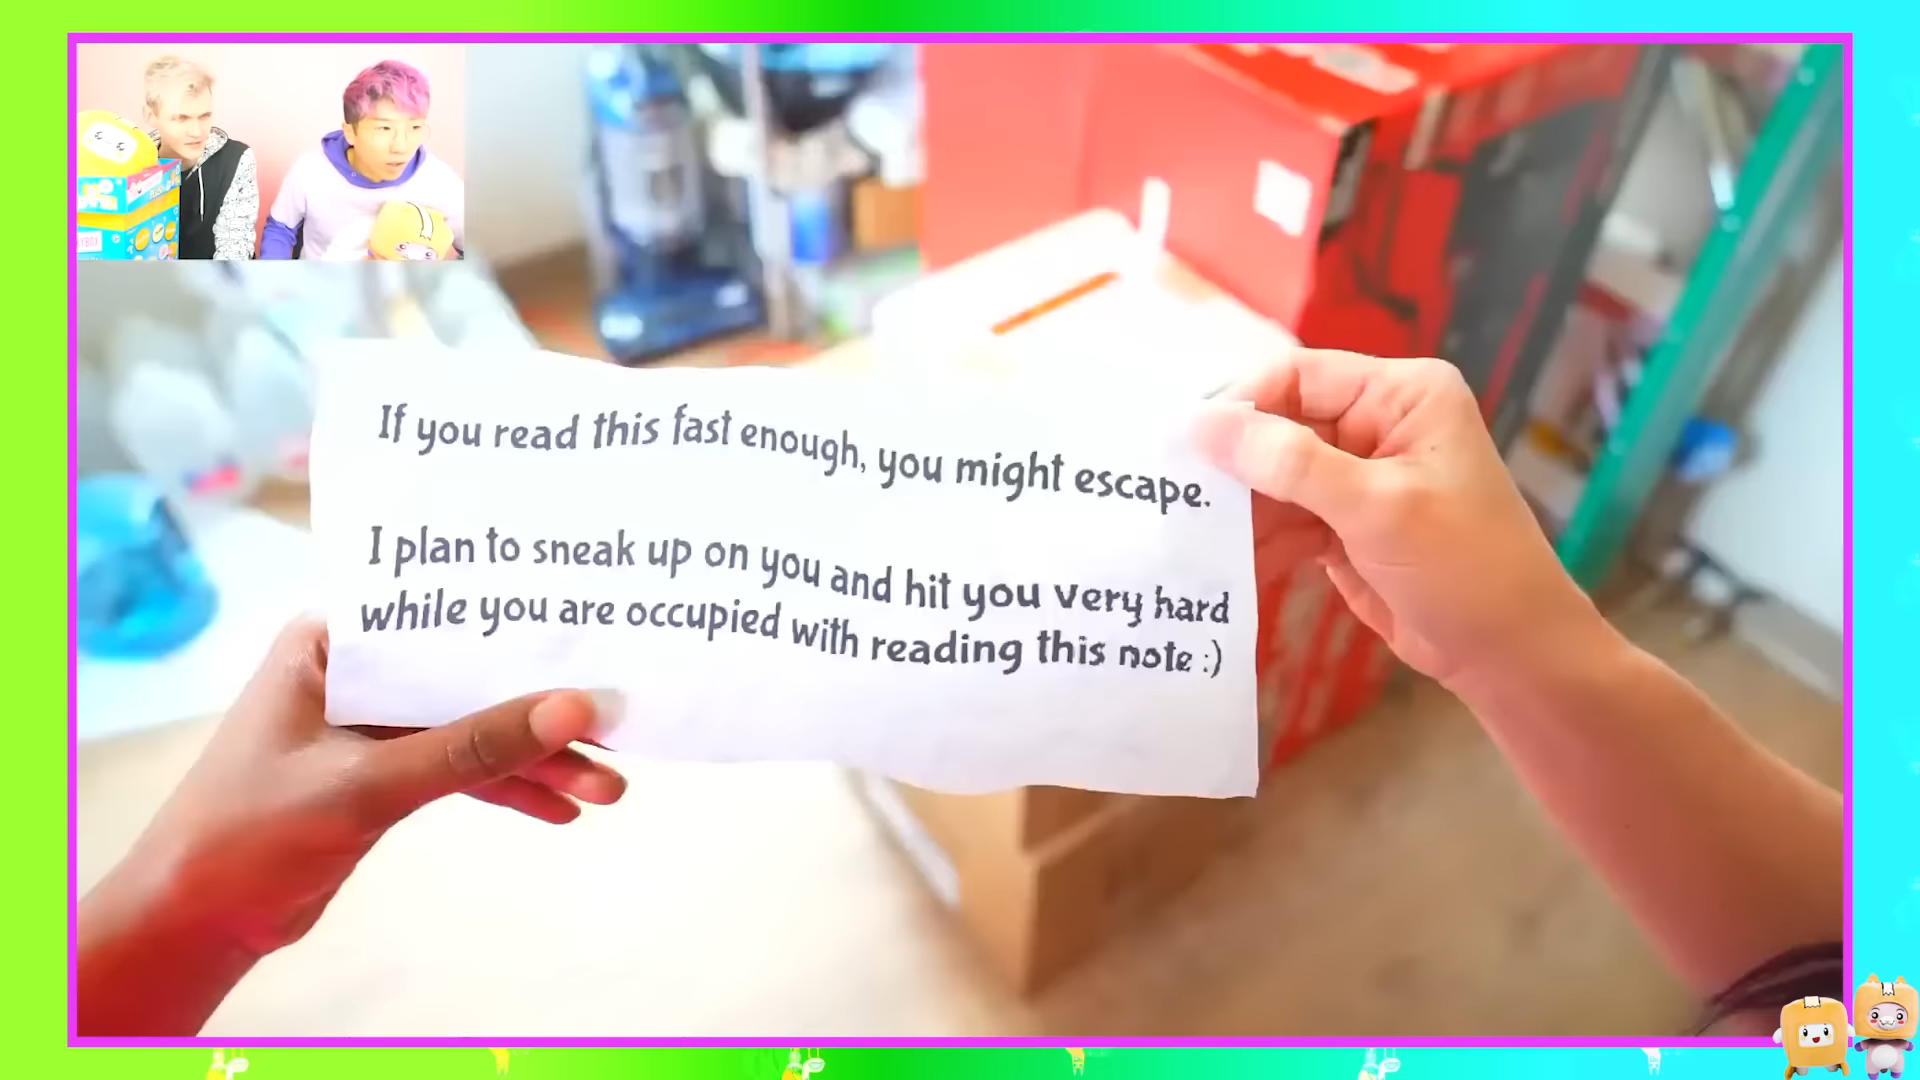 If you read this fast enough, you might escape.
I plan to sneak up on you and hit you very hard
while you are occupied with reading this note :)